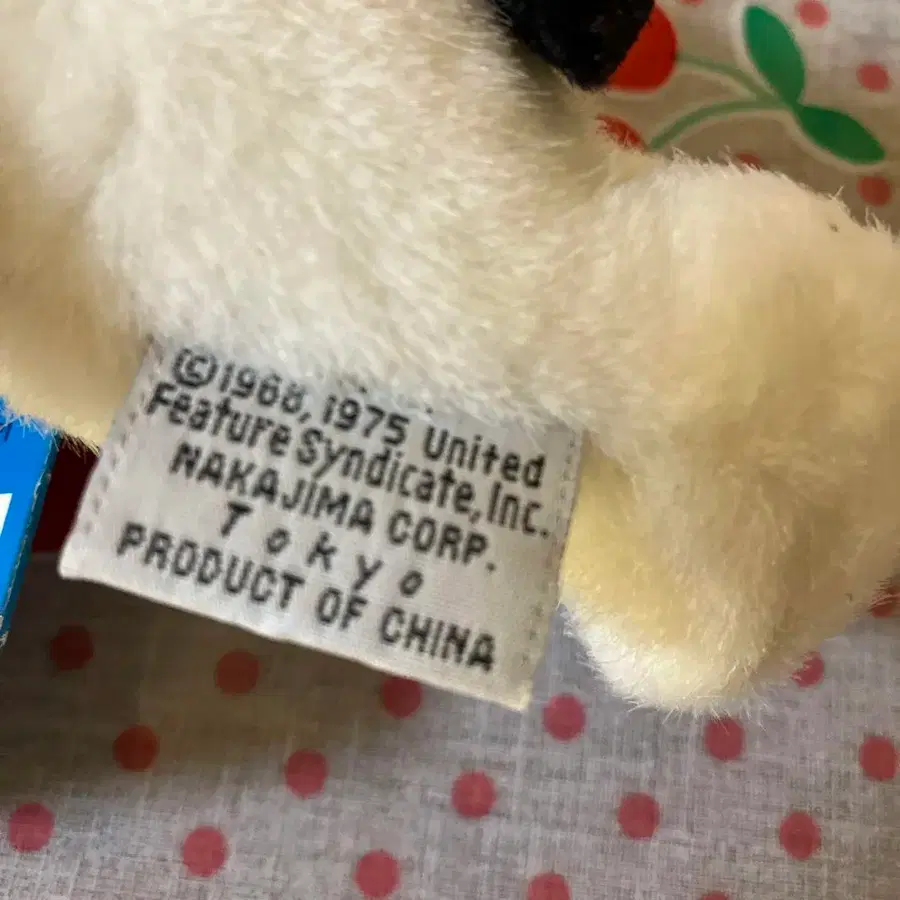 ©1968, 1975 United
Feature Syndicate, Inc.
NAKAJIMA CORP.
Tokyo
PRODUCT OF CHINA